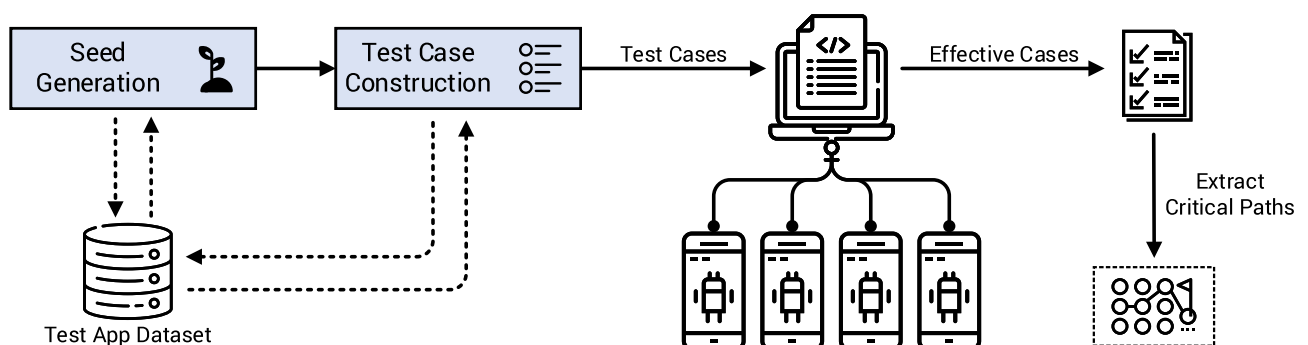 Seed
Generation
Test Case
Construction
Test Cases
</>
Effective Cases
Extract
Critical Paths
Test App Dataset